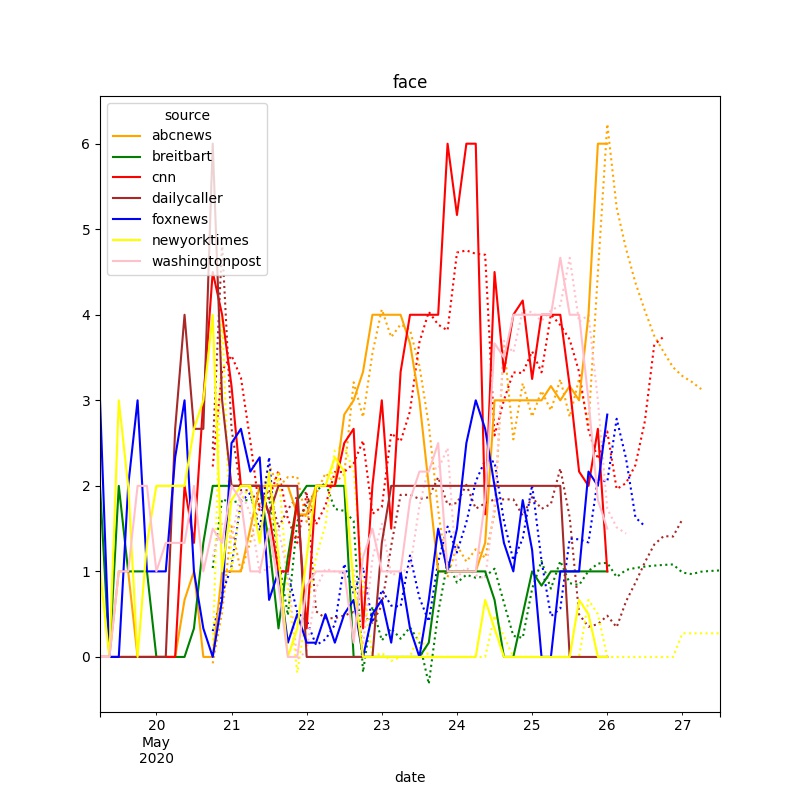 face
source
abcnews
breitbart
cnn
dailycaller
foxnews
newyorktimes
washingtonpost
6
5
4
3
2
1
0
20 21 22 23 24 25 26 27
May
2020
date